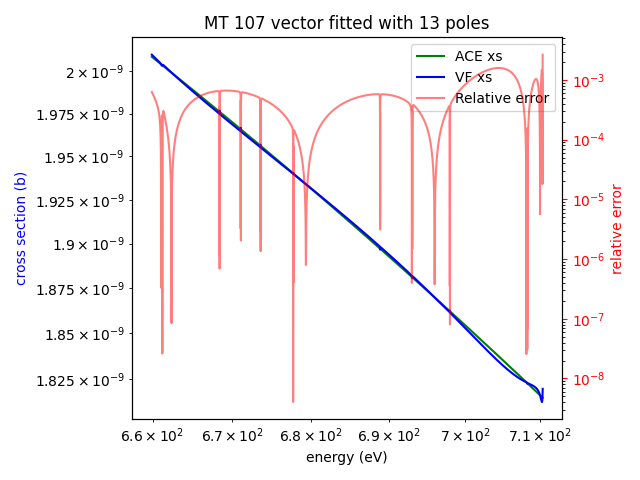 MT 107 vector fitted with 13 poles
ACE xs
VF xs
Relative error
2 × 10⁻⁹
1.975 × 10⁻⁹
1.95 × 10⁻⁹
1.925 × 10⁻⁹
1.9 × 10⁻⁹
1.875 × 10⁻⁹
1.85 × 10⁻⁹
1.825 × 10⁻⁹
cross section (b)
10⁻³
10⁻⁴
10⁻⁵
10⁻⁶
10⁻⁷
10⁻⁸
relative error
6.6 × 10² 6.7 × 10² 6.8 × 10² 6.9 × 10² 7 × 10² 7.1 × 10²
energy (eV)